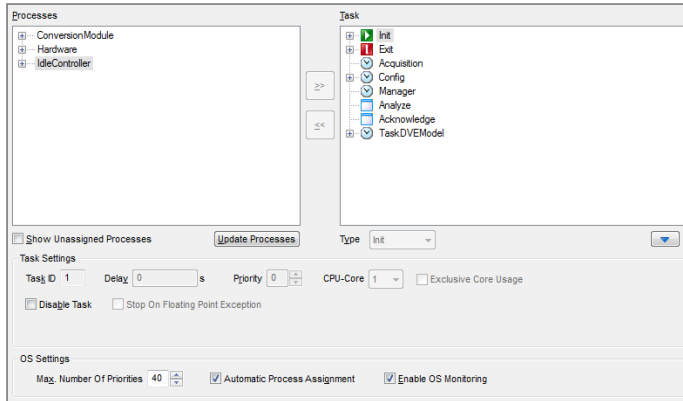 Processes
Task
ConversionModule
Hardware
IdleController
Init
Exit
Acquisition
Config
Manager
Analyze
Acknowledge
TaskDVEModel
>>
<<
Show Unassigned Processes
Update Processes
Type Init
Task Settings
Task ID 1 Delay 0 s Priority 0 CPU-Core 1 Exclusive Core Usage
Disable Task Stop On Floating Point Exception
OS Settings
Max. Number Of Priorities 40 Automatic Process Assignment Enable OS Monitoring